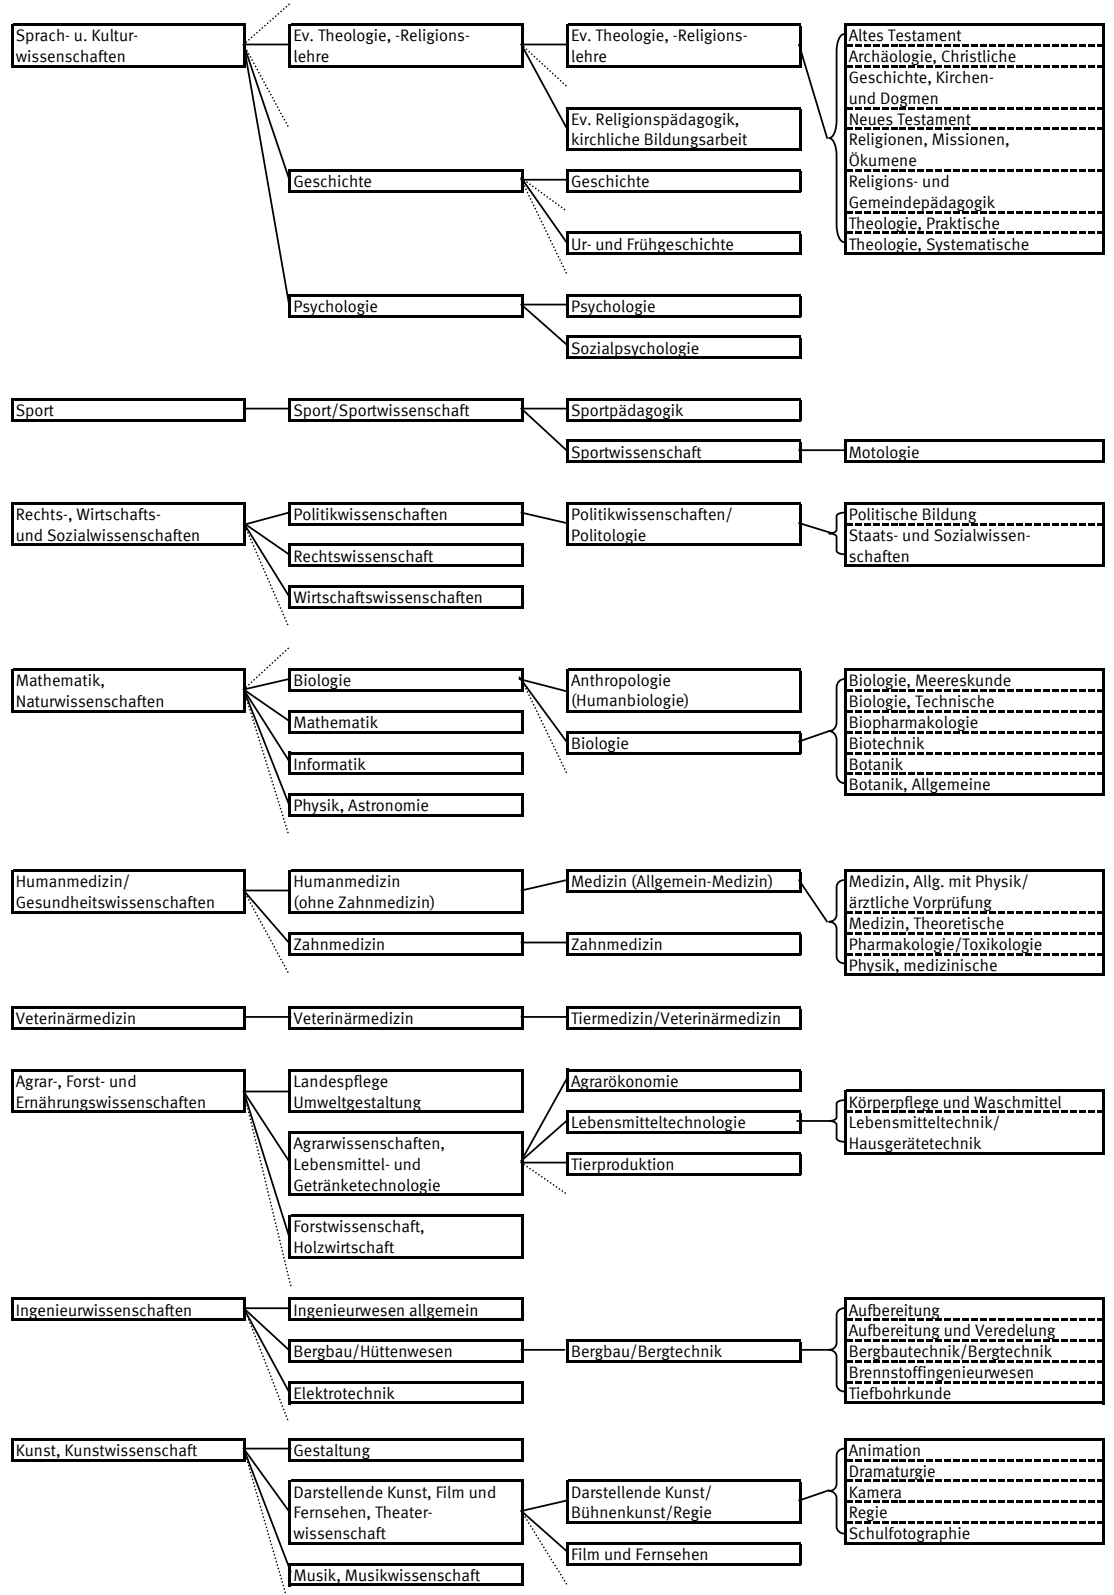 Sprach- u. Kultur-
wissenschaften
Ev. Theologie, -Religions-
lehre
Ev. Theologie, -Religions-
lehre
Altes Testament
Archäologie, Christliche
Geschichte, Kirchen-
und Dogmen
Neues Testament
Religionen, Missionen,
Ökumene
Religions- und
Gemeindepädagogik
Theologie, Praktische
Theologie, Systematische
Ev. Religionspädagogik,
kirchliche Bildungsarbeit
Geschichte
Geschichte
Ur- und Frühgeschichte
Psychologie
Psychologie
Sozialpsychologie
Sport
Sport/Sportwissenschaft
Sportpädagogik
Sportwissenschaft
Motologie
Rechts-, Wirtschafts-
und Sozialwissenschaften
Politikwissenschaften
Politikwissenschaften/
Politologie
Politische Bildung
Staats- und Sozialwissen-
schaften
Rechtswissenschaft
Wirtschaftswissenschaften
Mathematik,
Naturwissenschaften
Biologie
Anthropologie
(Humanbiologie)
Biologie
Biologie, Meereskunde
Biologie, Technische
Biopharmakologie
Biotechnik
Botanik
Botanik, Allgemeine
Mathematik
Informatik
Physik, Astronomie
Humanmedizin/
Gesundheitswissenschaften
Humanmedizin
(ohne Zahnmedizin)
Medizin (Allgemein-Medizin)
Medizin, Allg. mit Physik/
ärztliche Vorprüfung
Medizin, Theoretische
Pharmakologie/Toxikologie
Physik, medizinische
Zahnmedizin
Zahnmedizin
Veterinärmedizin
Veterinärmedizin
Tiermedizin/Veterinärmedizin
Agrar-, Forst- und
Ernährungswissenschaften
Landespflege
Umweltgestaltung
Agrarwissenschaften,
Lebensmittel- und
Getränketechnologie
Agrarökonomie
Lebensmitteltechnologie
Tierproduktion
Körperpflege und Waschmittel
Lebensmitteltechnik/
Hausgerätetechnik
Forstwissenschaft,
Holzwirtschaft
Ingenieurwissenschaften
Ingenieurwesen allgemein
Bergbau/Hüttenwesen
Bergbau/Bergtechnik
Aufbereitung
Aufbereitung und Veredelung
Bergbautechnik/Bergtechnik
Brennstoffingenieurwesen
Tiefbohrkunde
Elektrotechnik
Kunst, Kunstwissenschaft
Gestaltung
Darstellende Kunst, Film und
Fernsehen, Theater-
wissenschaft
Darstellende Kunst/
Bühnenkunst/Regie
Animation
Dramaturgie
Kamera
Regie
Schulfotographie
Film und Fernsehen
Musik, Musikwissenschaft